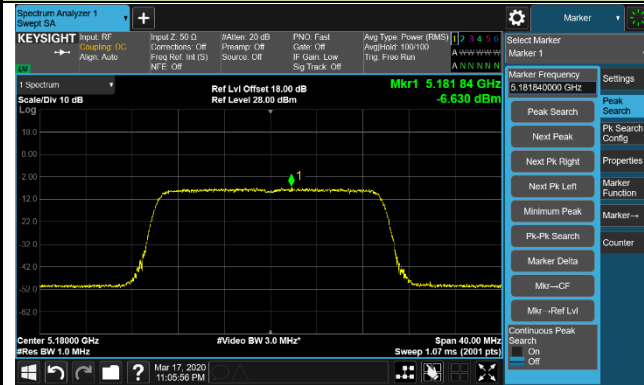 Spectrum Analyzer 1
Swept SA
+
Marker
KEYSIGHT
Input: RF
Coupling: DC
Align: Auto
Input Z: 50 Ω
Corrections: Off
Freq Ref: Int (S)
NFE: Off
#Atten: 20 dB
Preamp: Off
Source: Off
PNO: Fast
Gate: Off
IF Gain: Low
Sig Track: Off
Avg Type: Power (RMS)
Avg|Hold: 100/100
Trig: Free Run
1 2 3 4 5 6
A W W W W W
A N N N N N
Select Marker
Marker 1
1 Spectrum
Scale/Div 10 dB
Log
Ref Lvl Offset 18.00 dB
Ref Level 28.00 dBm
Mkr1 5.181 84 GHz
-6.630 dBm
18.0
8.00
-2.00
-12.0
-22.0
-32.0
-42.0
-52.0
-62.0
1
Center 5.18000 GHz
#Res BW 1.0 MHz
#Video BW 3.0 MHz*
Span 40.00 MHz
Sweep 1.07 ms (2001 pts)
Marker Frequency
5.181840000 GHz
Peak Search
Next Peak
Next Pk Right
Next Pk Left
Minimum Peak
Pk-Pk Search
Marker Delta
Mkr→CF
Mkr→Ref Lvl
Continuous Peak
Search
On
Off
Settings
Peak
Search
Pk Search
Config
Properties
Marker
Function
Marker→
Counter
?
Mar 17, 2020
11:05:56 PM